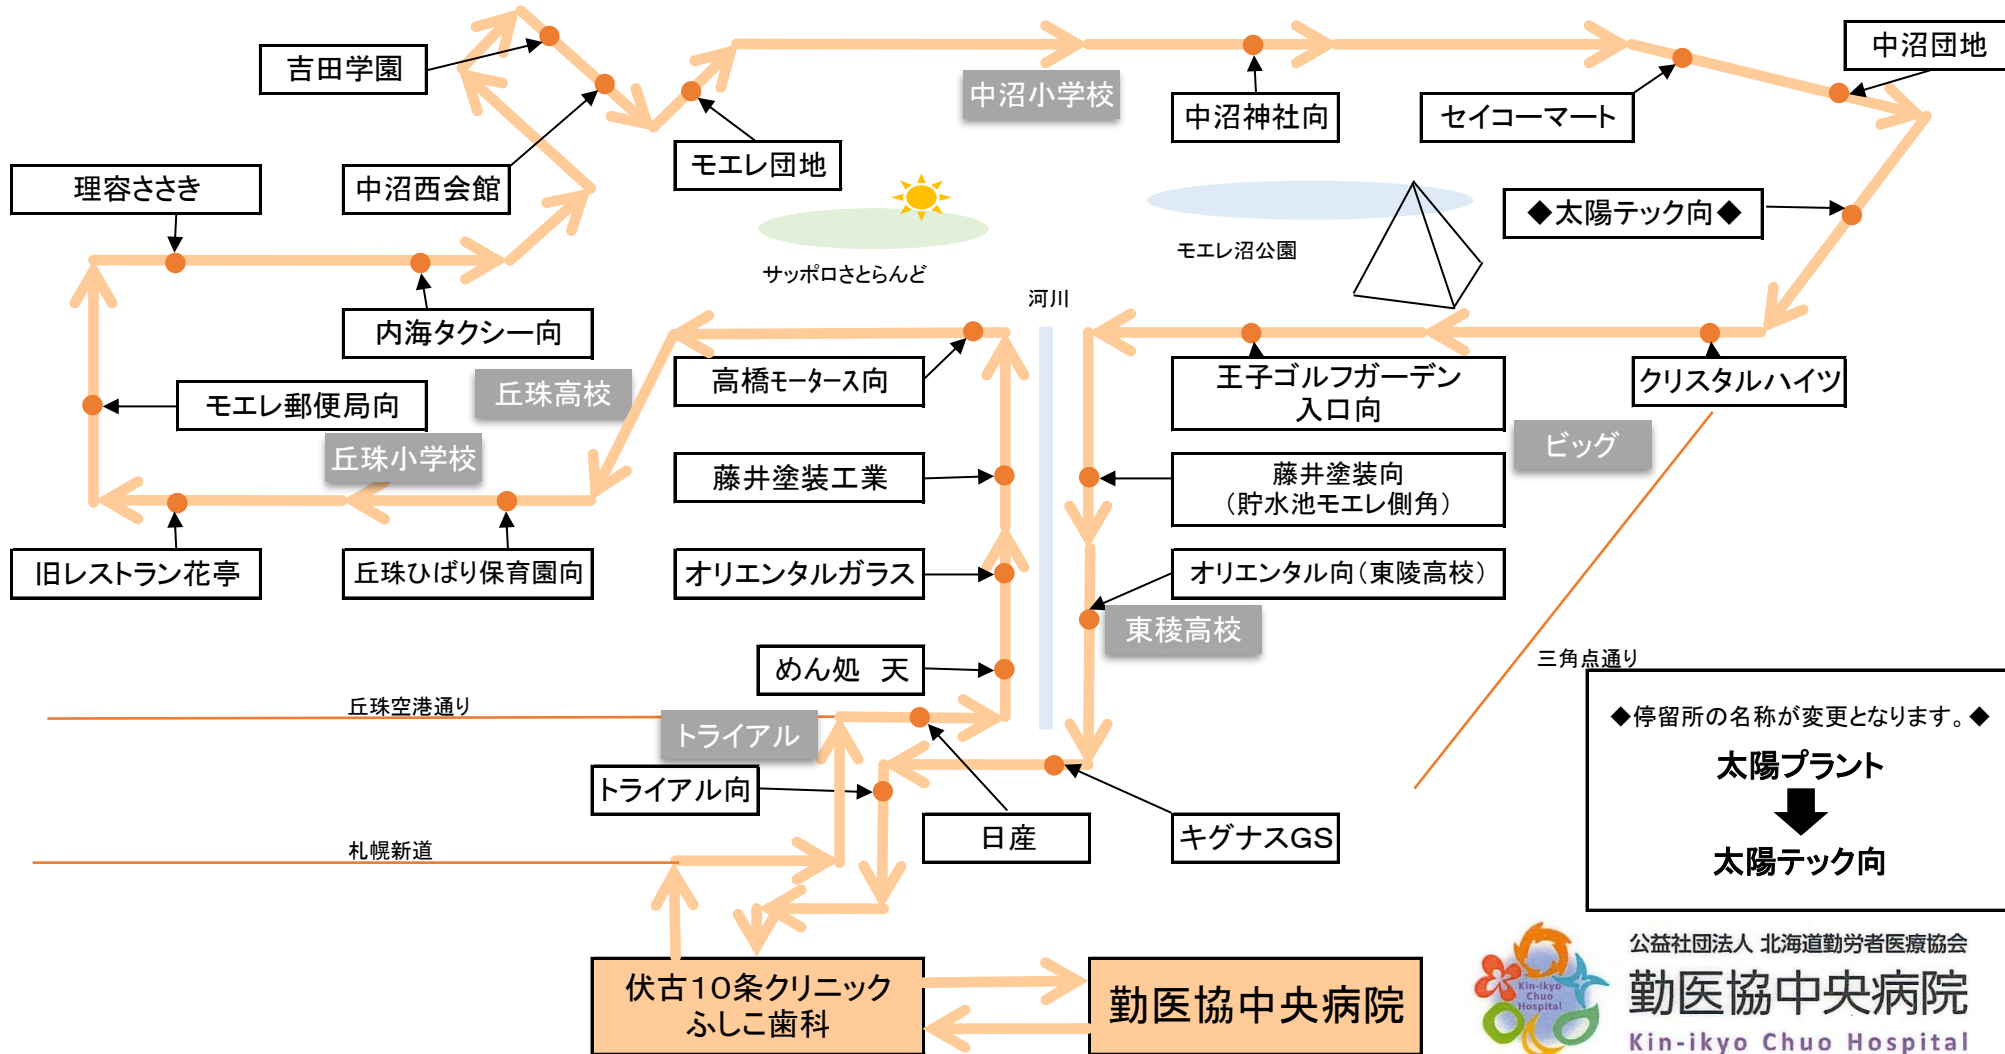 中沼団地
吉田学園
中沼小学校
中沼神社向
セイコーマート
モエレ団地
理容ささき
中沼西会館
◆太陽テック向◆
モエレ沼公園
サッポロさとらんど
河川
内海タクシー向
高橋モータース向
王子ゴルフガーデン
入口向
クリスタルハイツ
丘珠高校
モエレ郵便局向
ビッグ
丘珠小学校
藤井塗装工業
藤井塗装向
（貯水池モエレ側角）
旧レストラン花亭
丘珠ひばり保育園向
オリエンタルガラス
オリエンタル向（東陵高校）
東稜高校
めん処　天
三角点通り
丘珠空港通り
トライアル
◆停留所の名称が変更となります。◆
太陽プラント
太陽テック向
トライアル向
日産
キグナスGS
札幌新道
伏古10条クリニック
ふしこ歯科
勤医協中央病院
Kin-ikyo
Chuo
Hospital
公益社団法人 北海道勤労者医療協会
勤医協中央病院
Kin-ikyo Chuo Hospital